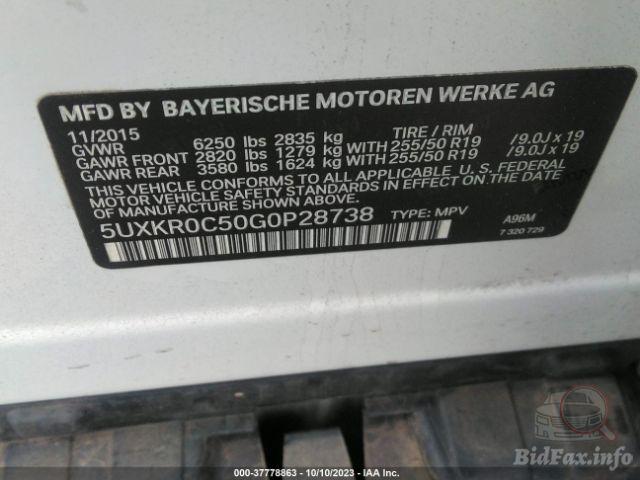 MFD BY BAYERISCHE MOTOREN WERKE AG
11/2015 TIRE / RIM
GVWR 6250 lbs 2835 kg
GAWR FRONT 2820 lbs 1279 kg WITH 255/50 R19 /9.0J x 19
GAWR REAR 3580 lbs 1624 kg WITH 255/50 R19 /9.0J x 19
THIS VEHICLE CONFORMS TO ALL APPLICABLE U.S. FEDERAL
MOTOR VEHICLE SAFETY STANDARDS IN EFFECT ON THE
DATE OF MANUFACTURE SHOWN ABOVE.
5UXKR0C50G0P28738 TYPE: MPV A96M
7 320 729
BidFax.info
000-37778863 - 10/10/2023 - IAA Inc.